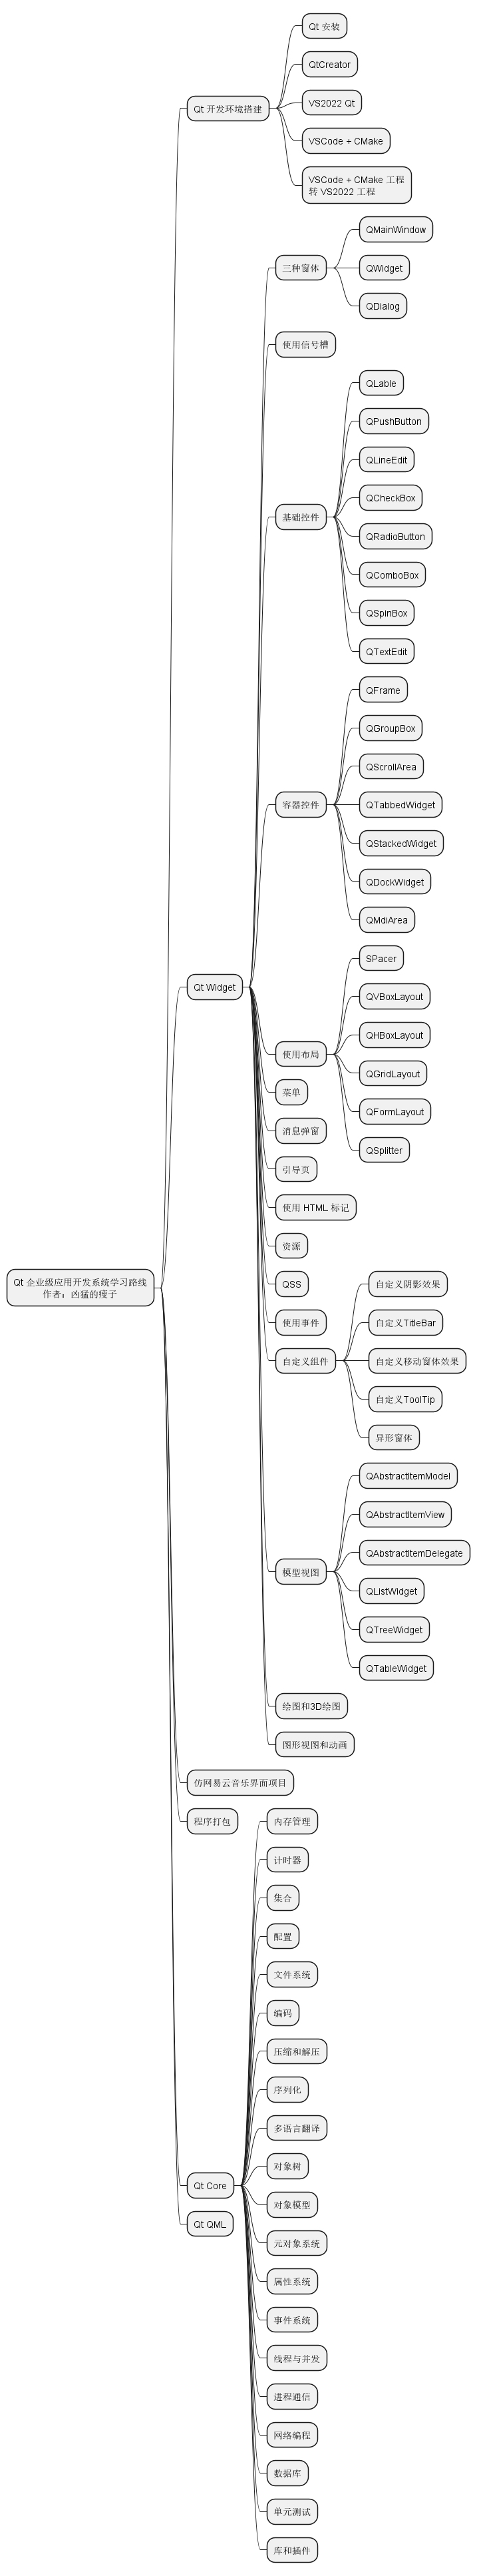 Qt 企业级应用开发系统学习路线
作者：凶猛的瘦子
Qt 开发环境搭建
Qt 安装
QtCreator
VS2022 Qt
VSCode + CMake
VSCode + CMake 工程
转 VS2022 工程
Qt Widget
三种窗体
QMainWindow
QWidget
QDialog
使用信号槽
基础控件
QLable
QPushButton
QLineEdit
QCheckBox
QRadioButton
QComboBox
QSpinBox
QTextEdit
容器控件
QFrame
QGroupBox
QScrollArea
QTabbedWidget
QStackedWidget
QDockWidget
QMdiArea
使用布局
SPacer
QVBoxLayout
QHBoxLayout
QGridLayout
QFormLayout
QSplitter
菜单
消息弹窗
引导页
使用 HTML 标记
资源
QSS
使用事件
自定义组件
自定义阴影效果
自定义TitleBar
自定义移动窗体效果
自定义ToolTip
异形窗体
模型视图
QAbstractItemModel
QAbstractItemView
QAbstractItemDelegate
QListWidget
QTreeWidget
QTableWidget
绘图和3D绘图
图形视图和动画
仿网易云音乐界面项目
程序打包
Qt Core
内存管理
计时器
集合
配置
文件系统
编码
压缩和解压
序列化
多语言翻译
对象树
对象模型
元对象系统
属性系统
事件系统
线程与并发
进程通信
网络编程
数据库
单元测试
库和插件
Qt QML